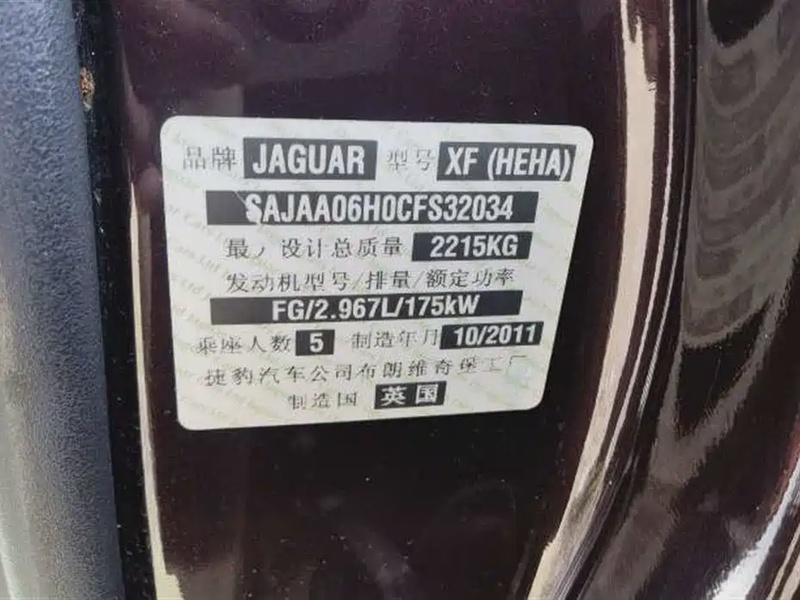 品牌 JAGUAR 型号 XF (HEHA)
SAJAA06H0CFS32034
最 设计总质量 2215KG
发动机型号/排量/额定功率
FG/2.967L/175kW
乘座人数 5 制造年月 10/2011
捷豹汽车公司布朗维奇堡工厂
制造国 英国